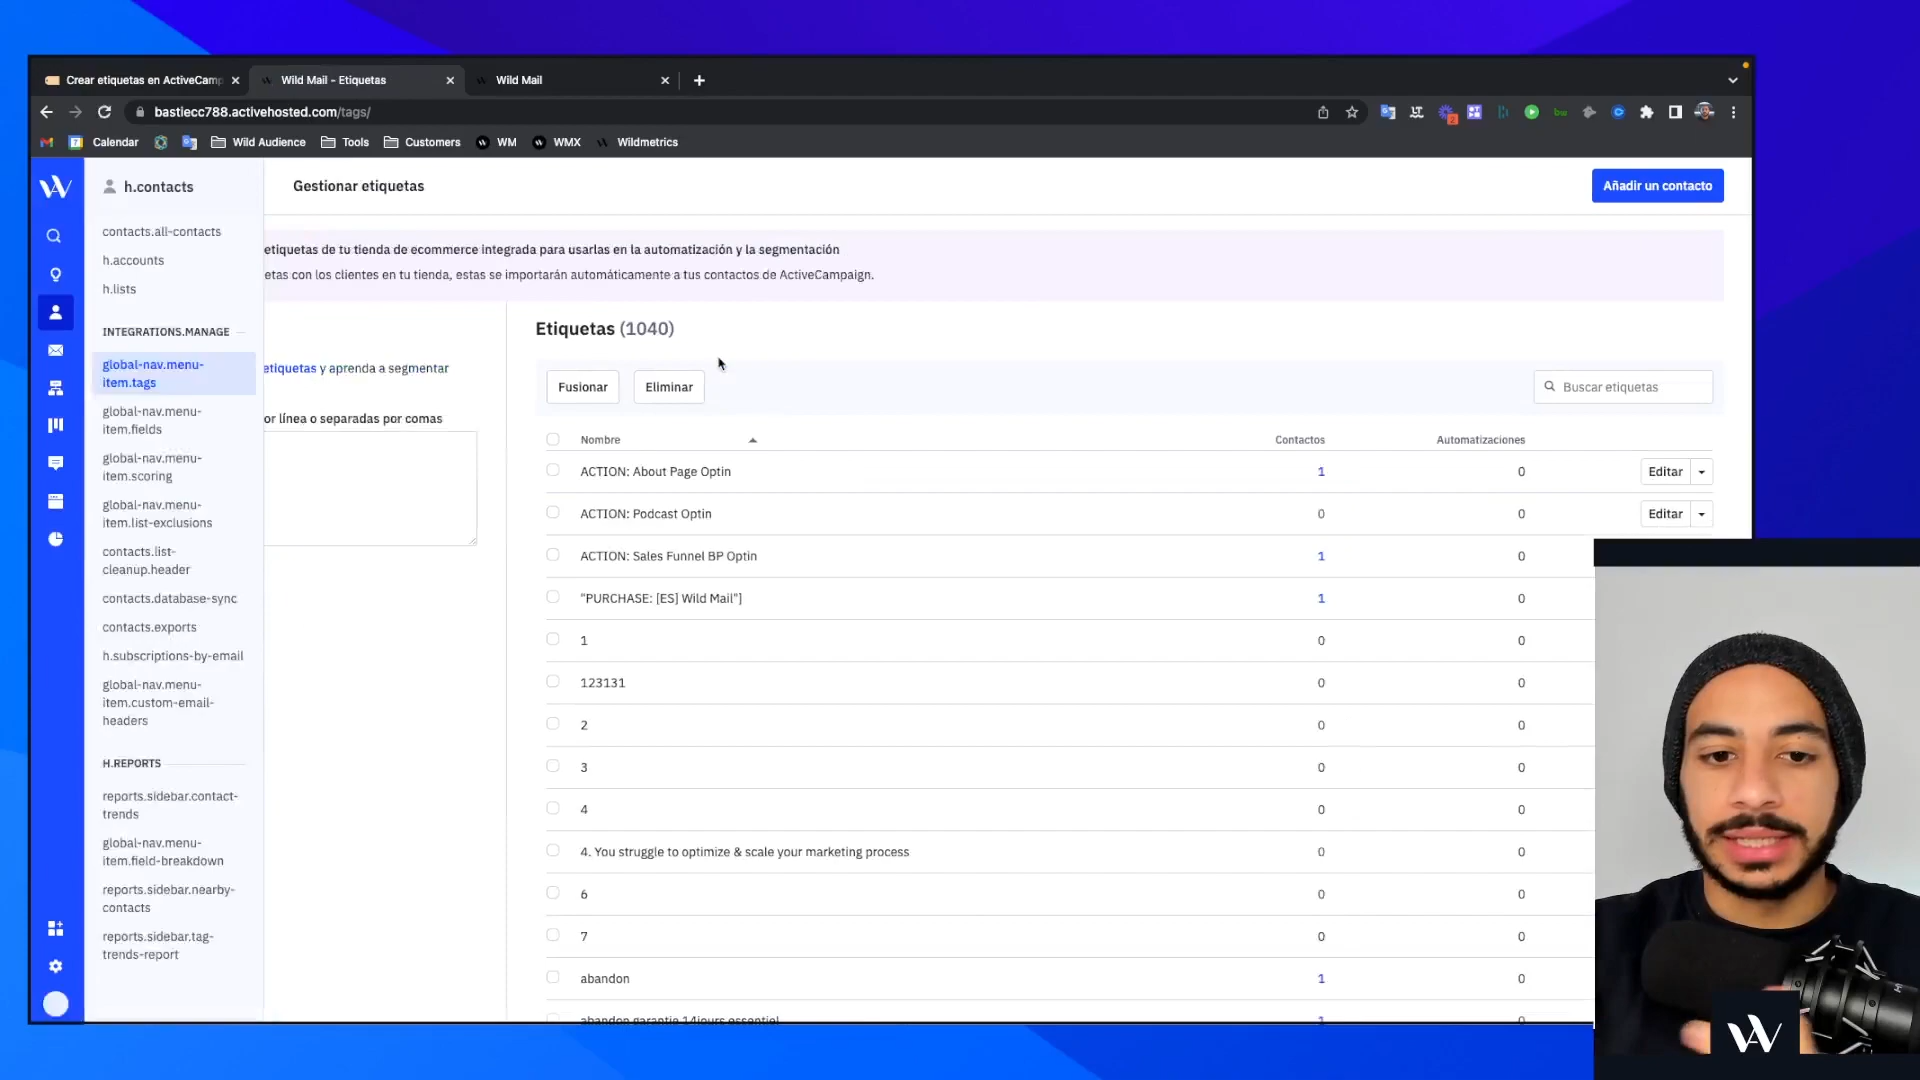 Crear etiquetas en ActiveCamp
Wild Mail - Etiquetas
Wild Mail
bastiecc788.activehosted.com/tags/
Calendar
Wild Audience
Tools
Customers
WM
WMX
Wildmetrics
h.contacts
contacts.all-contacts
h.accounts
h.lists
INTEGRATIONS.MANAGE
global-nav.menu-
item.tags
global-nav.menu-
item.fields
global-nav.menu-
item.scoring
global-nav.menu-
item.list-exclusions
contacts.list-
cleanup.header
contacts.database-sync
contacts.exports
h.subscriptions-by-email
global-nav.menu-
item.custom-email-
headers
H.REPORTS
reports.sidebar.contact-
trends
global-nav.menu-
item.field-breakdown
reports.sidebar.nearby-
contacts
reports.sidebar.tag-
trends-report
Gestionar etiquetas
Añadir un contacto
etiquetas de tu tienda de ecommerce integrada para usarlas en la automatización y la segmentación
etas con los clientes en tu tienda, estas se importarán automáticamente a tus contactos de ActiveCampaign.
etiquetas y aprenda a segmentar
or línea o separadas por comas
Etiquetas (1040)
Fusionar
Eliminar
Buscar etiquetas
Nombre Contactos Automatizaciones
ACTION: About Page Optin 1 0 Editar
ACTION: Podcast Optin 0 0 Editar
ACTION: Sales Funnel BP Optin 1 0
"PURCHASE: [ES] Wild Mail"] 1 0
1 0 0
123131 0 0
2 0 0
3 0 0
4 0 0
4. You struggle to optimize & scale your marketing process 0 0
6 0 0
7 0 0
abandon 1 0
abandon garantie 14jours essentiel 1 0